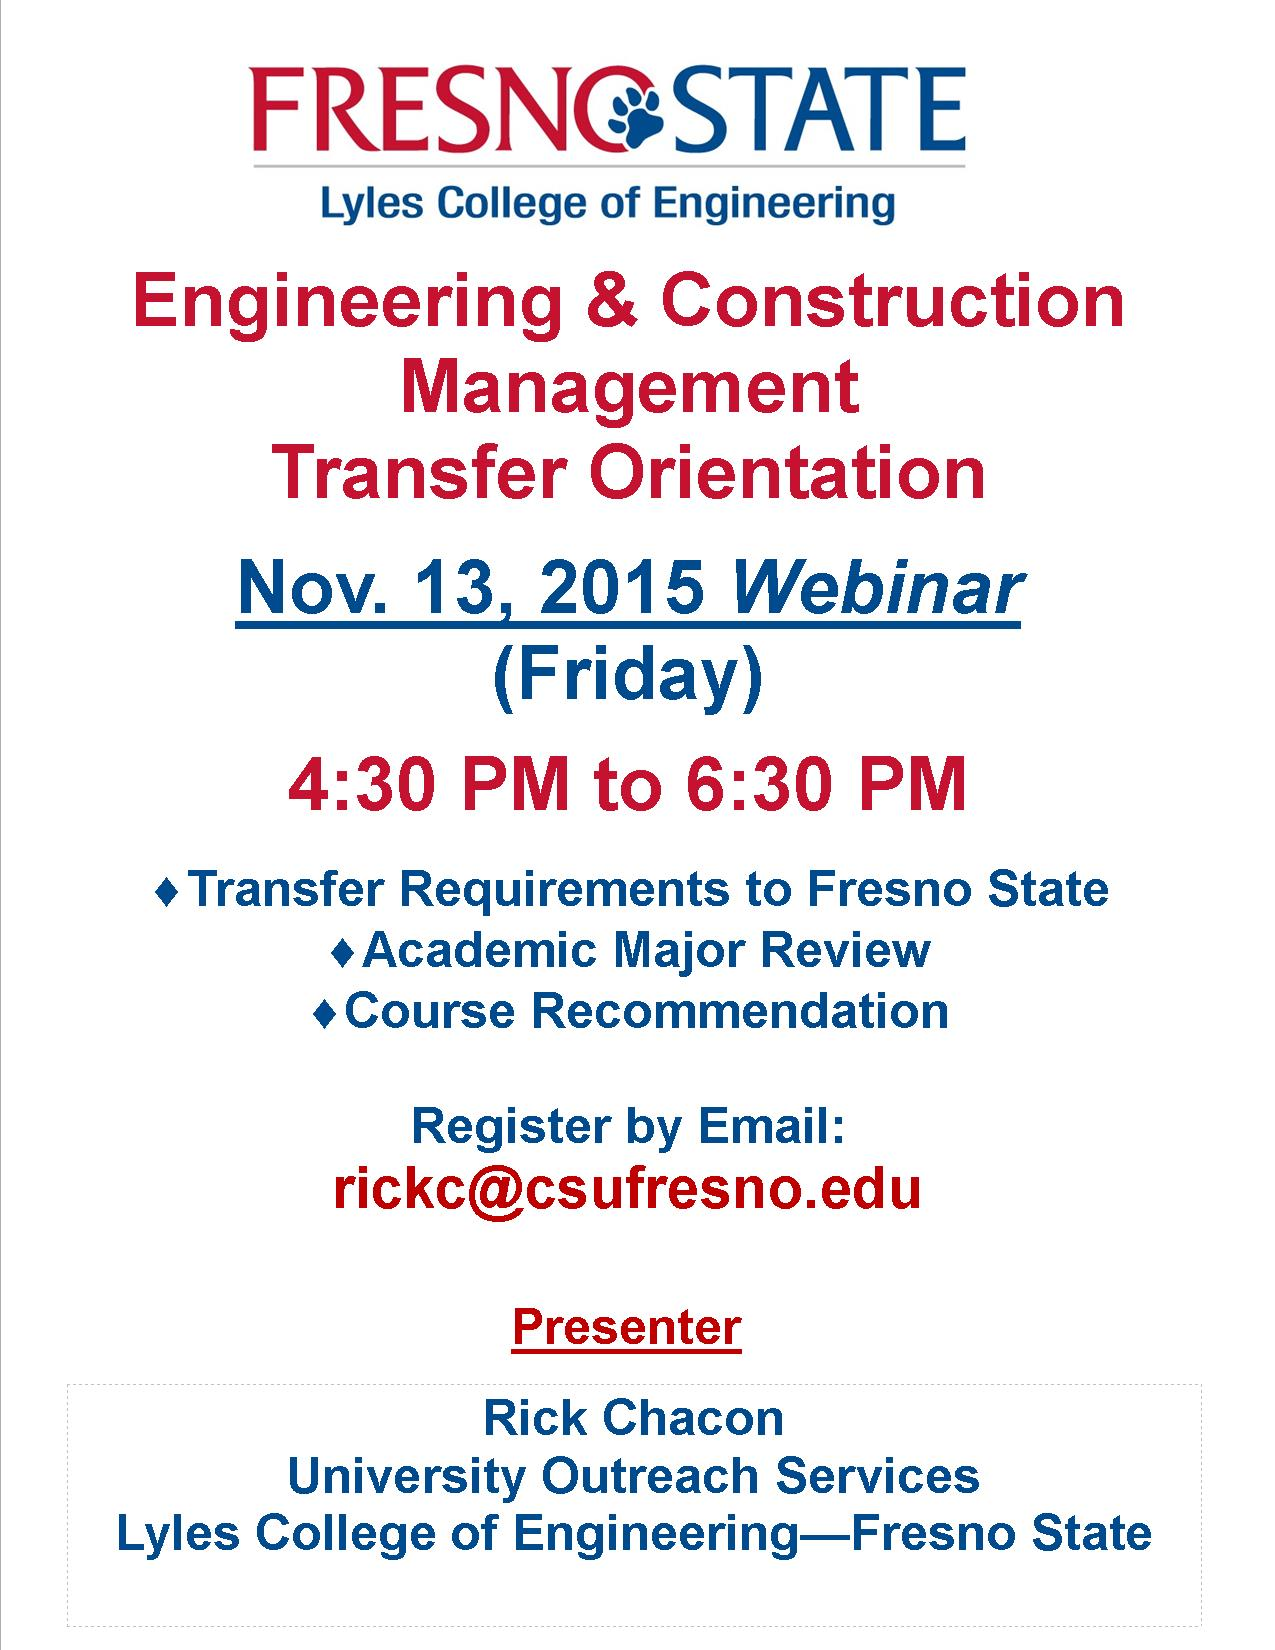 FRESNO STATE
Lyles College of Engineering
Engineering & Construction
Management
Transfer Orientation
Nov. 13, 2015 Webinar
(Friday)
4:30 PM to 6:30 PM
♦Transfer Requirements to Fresno State
♦Academic Major Review
♦Course Recommendation
Register by Email:
rickc@csufresno.edu
Presenter
Rick Chacon
University Outreach Services
Lyles College of Engineering—Fresno State